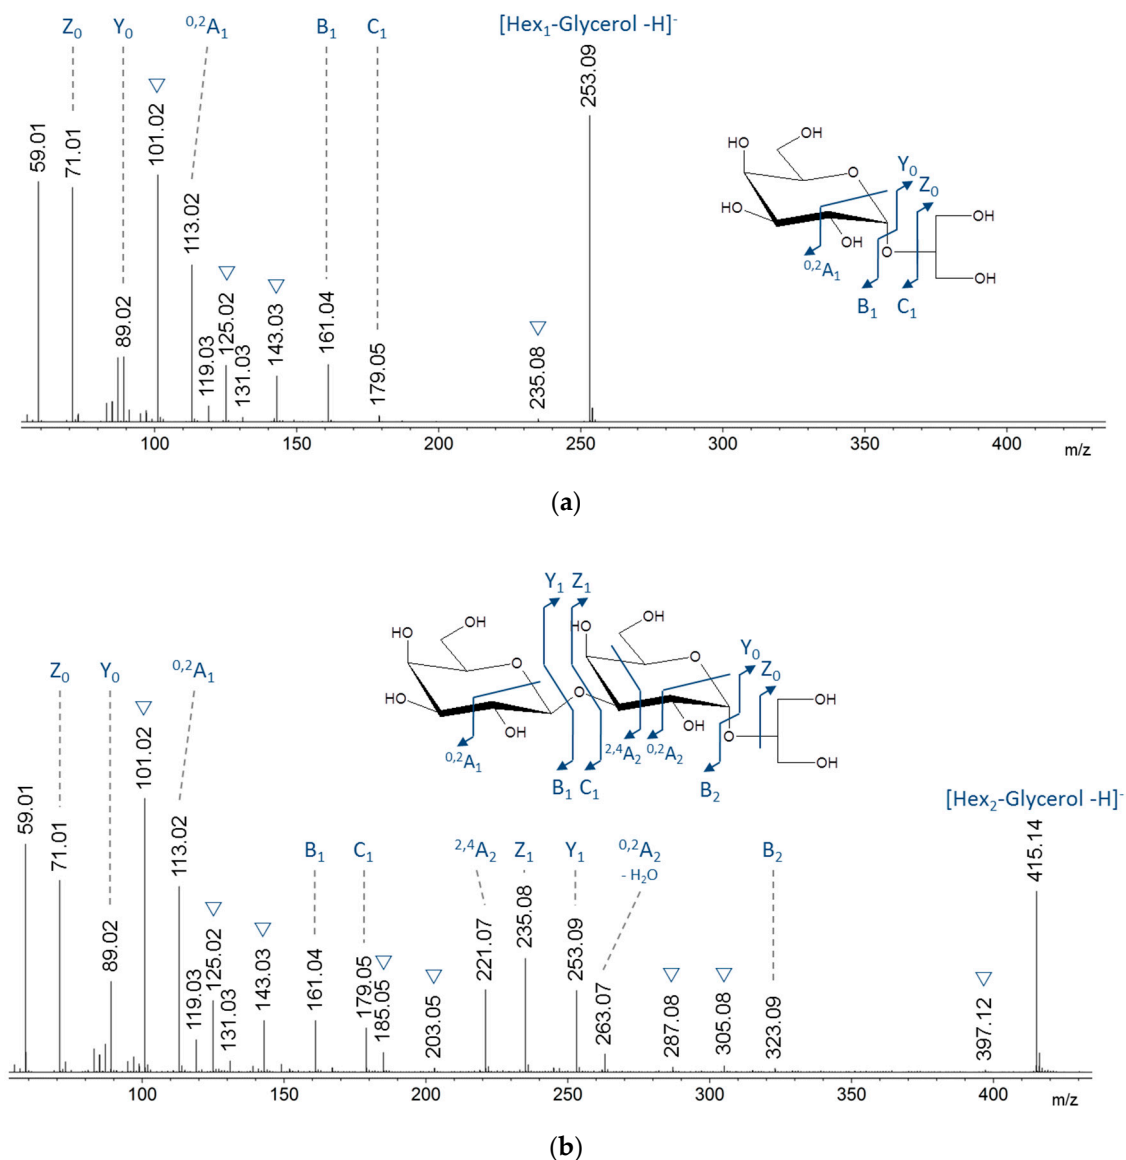 Z0 Y0 0,2A1 B1 C1 [Hex1-Glycerol -H]-
59.01 71.01 89.02 101.02 113.02 119.03 125.02 131.03 143.03 161.04 179.05 235.08 253.09
OH
HO
O Y0
Z0
HO OH
OH O
0,2A1 OH
B1 C1
100 150 200 250 300 350 400
m/z
(a)
Y1 Z1
OH OH
HO HO
O O Y0
Z0
HO O OH
OH OH O
0,2A1 2,4A2 0,2A2 OH
B1 C1 B2
Z0 Y0 0,2A1 B1 C1 2,4A2 Z1 Y1 0,2A2 B2 [Hex2-Glycerol -H]-
- H2O
59.01 71.01 89.02 101.02 113.02 119.03 125.02 131.03 143.03 161.04 179.05 185.05 203.05 221.07 235.08 253.09 263.07 287.08 305.08 323.09 397.12 415.14
100 150 200 250 300 350 400
m/z
(b)